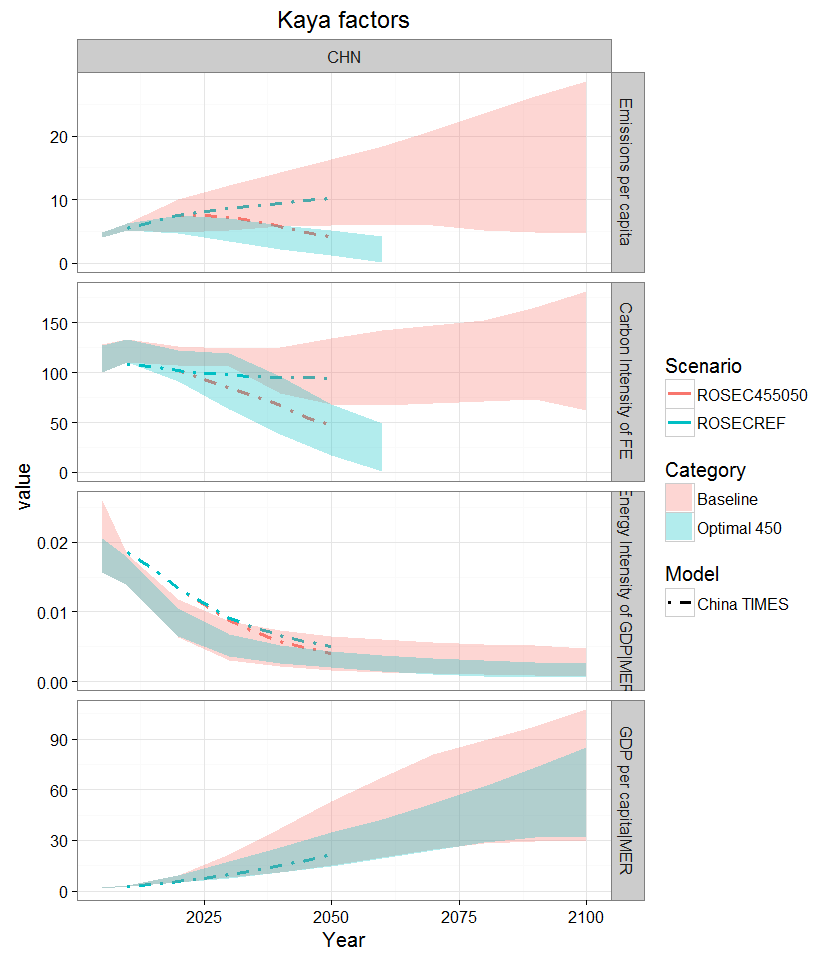 Kaya factors
CHN
20
10
0
Emissions per capita
150
100
50
0
Carbon Intensity of FE
0.02
0.01
0.00
Energy Intensity of GDP|MER
90
60
30
0
GDP per capita|MER
value
2025
2050
2075
2100
Year
Scenario
ROSEC455050
ROSECREF
Category
Baseline
Optimal 450
Model
China TIMES